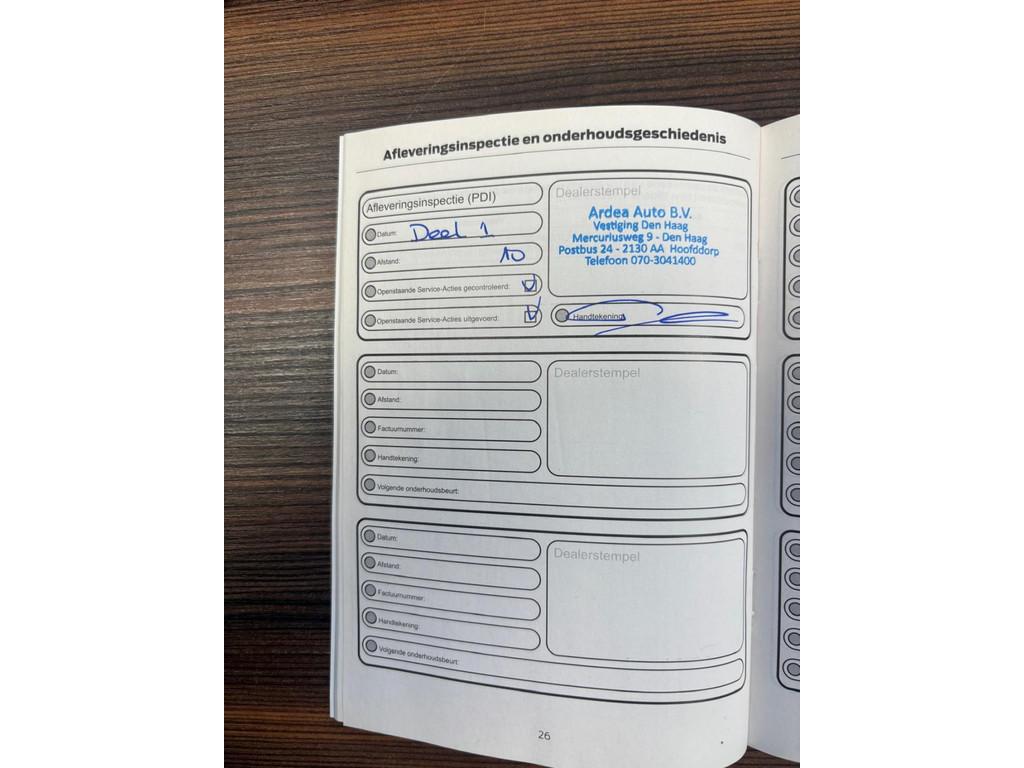 Afleveringsinspectie en onderhoudsgeschiedenis
Afleveringsinspectie (PDI)
Datum: Deel 1
Afstand: 10
Openstaande Service-Acties gecontroleerd:
Openstaande Service-Acties uitgevoerd:
Dealerstempel
Ardea Auto B.V.
Vestiging Den Haag
Mercuriusweg 9 - Den Haag
Postbus 24 - 2130 AA Hoofddorp
Telefoon 070-3041400
Handtekening:
Datum:
Afstand:
Factuurnummer:
Handtekening:
Volgende onderhoudsbeurt:
Dealerstempel
Datum:
Afstand:
Factuurnummer:
Handtekening:
Volgende onderhoudsbeurt:
Dealerstempel
26